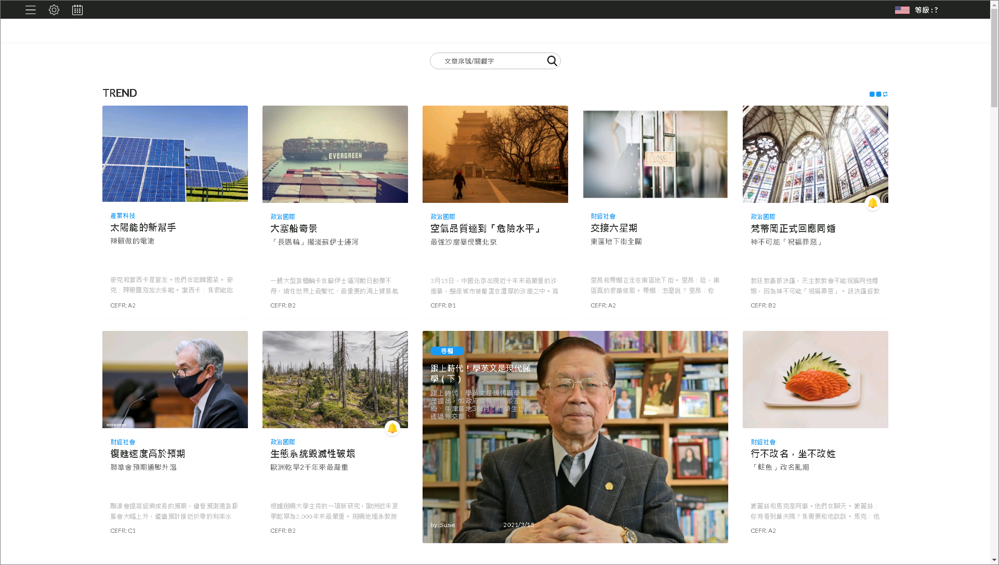 等級 : ?
文章序號/關鍵字
TREND
EVERGREEN
CLOSE
產業科技
太陽能的新幫手
辣椒做的電池
麥克和潔西卡是室友。他們在吃韓國菜。 麥
克：辣椒醬別加太多啦。 潔西卡：我很能吃
CEFR:A2
政治國際
大塞船奇景
「長賜輪」擱淺蘇伊士運河
一艘大型貨櫃輪卡在蘇伊士運河數日動彈不
得，堵住世界上最繁忙、最重要的海上貿易航
CEFR:B2
政治國際
空氣品質達到「危險水平」
最強沙塵暴侵襲北京
3月15日，中國北京出現近十年來最嚴重的沙
塵暴，整座城市被籠罩在濃厚的沙塵之中。高
CEFR:B1
財經社會
交接六星期
東區地下街全關
里昂和蒂娜正走在東區地下街。 里昂：哇，東
區真的很蕭條耶。 蒂娜：怎麼說？ 里昂：你
CEFR:A2
政治國際
梵蒂岡正式回應同婚
神不可能「祝福罪惡」
教廷教義部決議，天主教教會不能祝福同性婚
姻，因為神不可能「祝福罪惡」。 該決議經教
CEFR:B2
財經社會
復甦速度高於預期
聯準會預期通膨升溫
聯準會提高經濟成長的預期，儘管預測通貨膨
脹會大幅上升，繼續預計接近於零的利率水
CEFR:C1
政治國際
生態系統毀滅性破壞
歐洲乾旱2千年來最嚴重
根據劍橋大學主持的一項新研究，歐洲近年夏
季乾旱為2,000年來最嚴重。 劍橋地理系教授
CEFR:B2
專欄
跟上時代！學英文是現代顯
學（下）
跟上時代！學英文是現代顯學田弘
茂提出，如政府官員可外派至劍
橋、牛津等地3個月；而學生也能
透過外交部、
by:Susie
2021/3/15
財經社會
行不改名，坐不改姓
「鮭魚」改名亂潮
愛麗絲和馬克是同事。他們在聊天。 愛麗絲：
你有看到戴夫嗎？我需要和他談談。 馬克：他
CEFR:A2